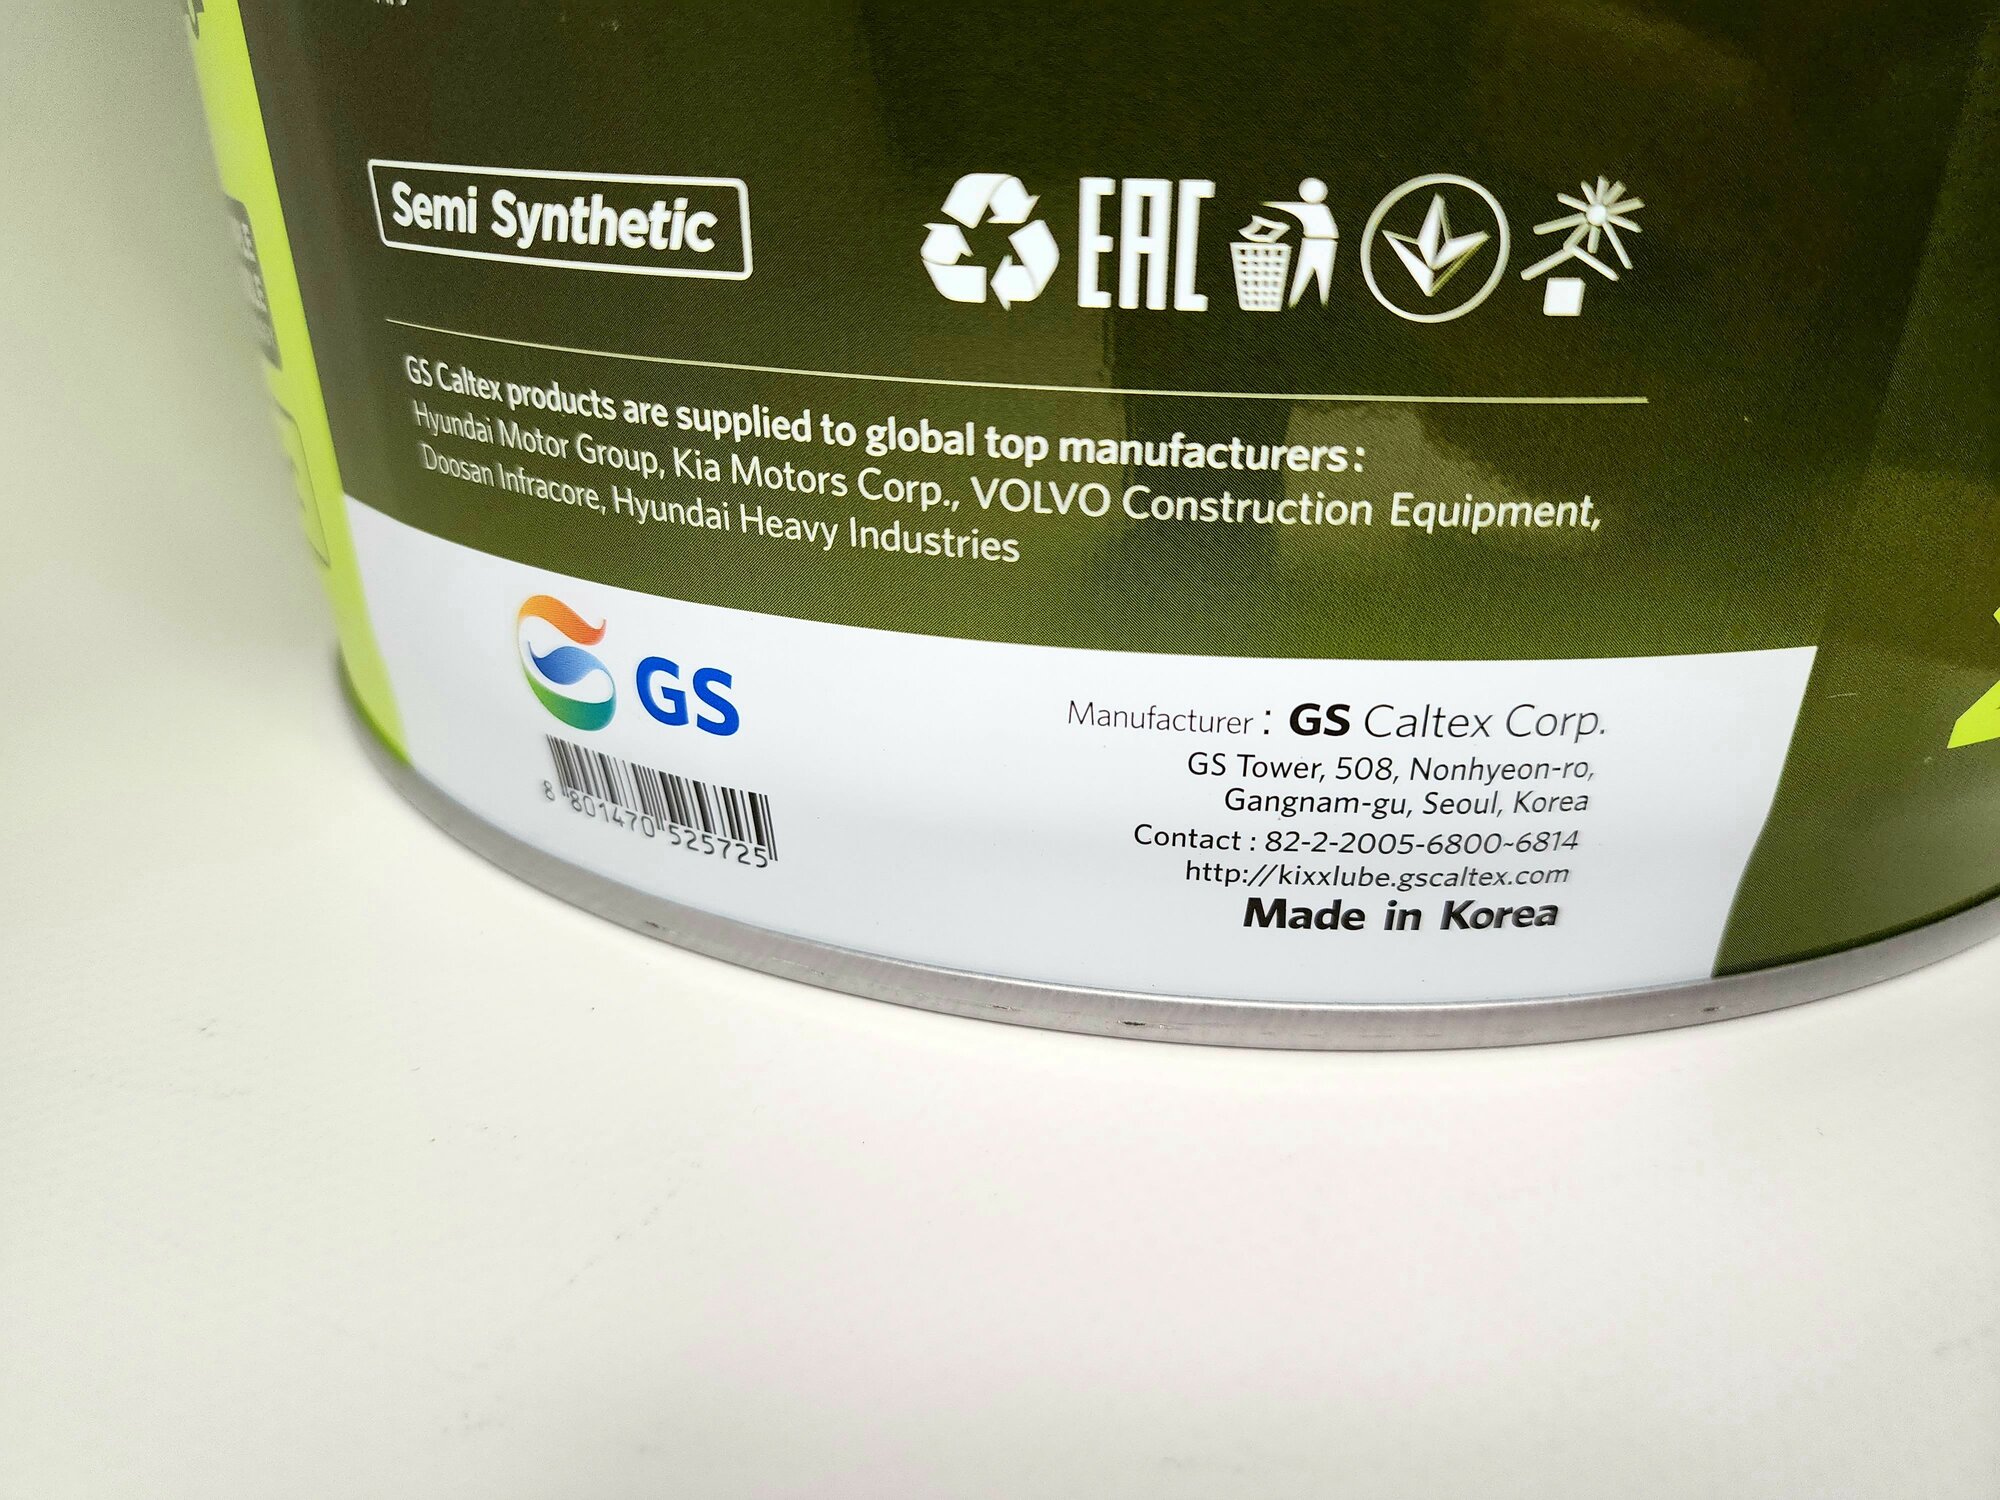 Semi Synthetic
EAC
GS Caltex products are supplied to global top manufacturers :
Hyundai Motor Group, Kia Motors Corp., VOLVO Construction Equipment,
Doosan Infracore, Hyundai Heavy Industries
GS
8 801470 525725
Manufacturer : GS Caltex Corp.
GS Tower, 508, Nonhyeon-ro,
Gangnam-gu, Seoul, Korea
Contact : 82-2-2005-6800~6814
http://kixxlube.gscaltex.com
Made in Korea